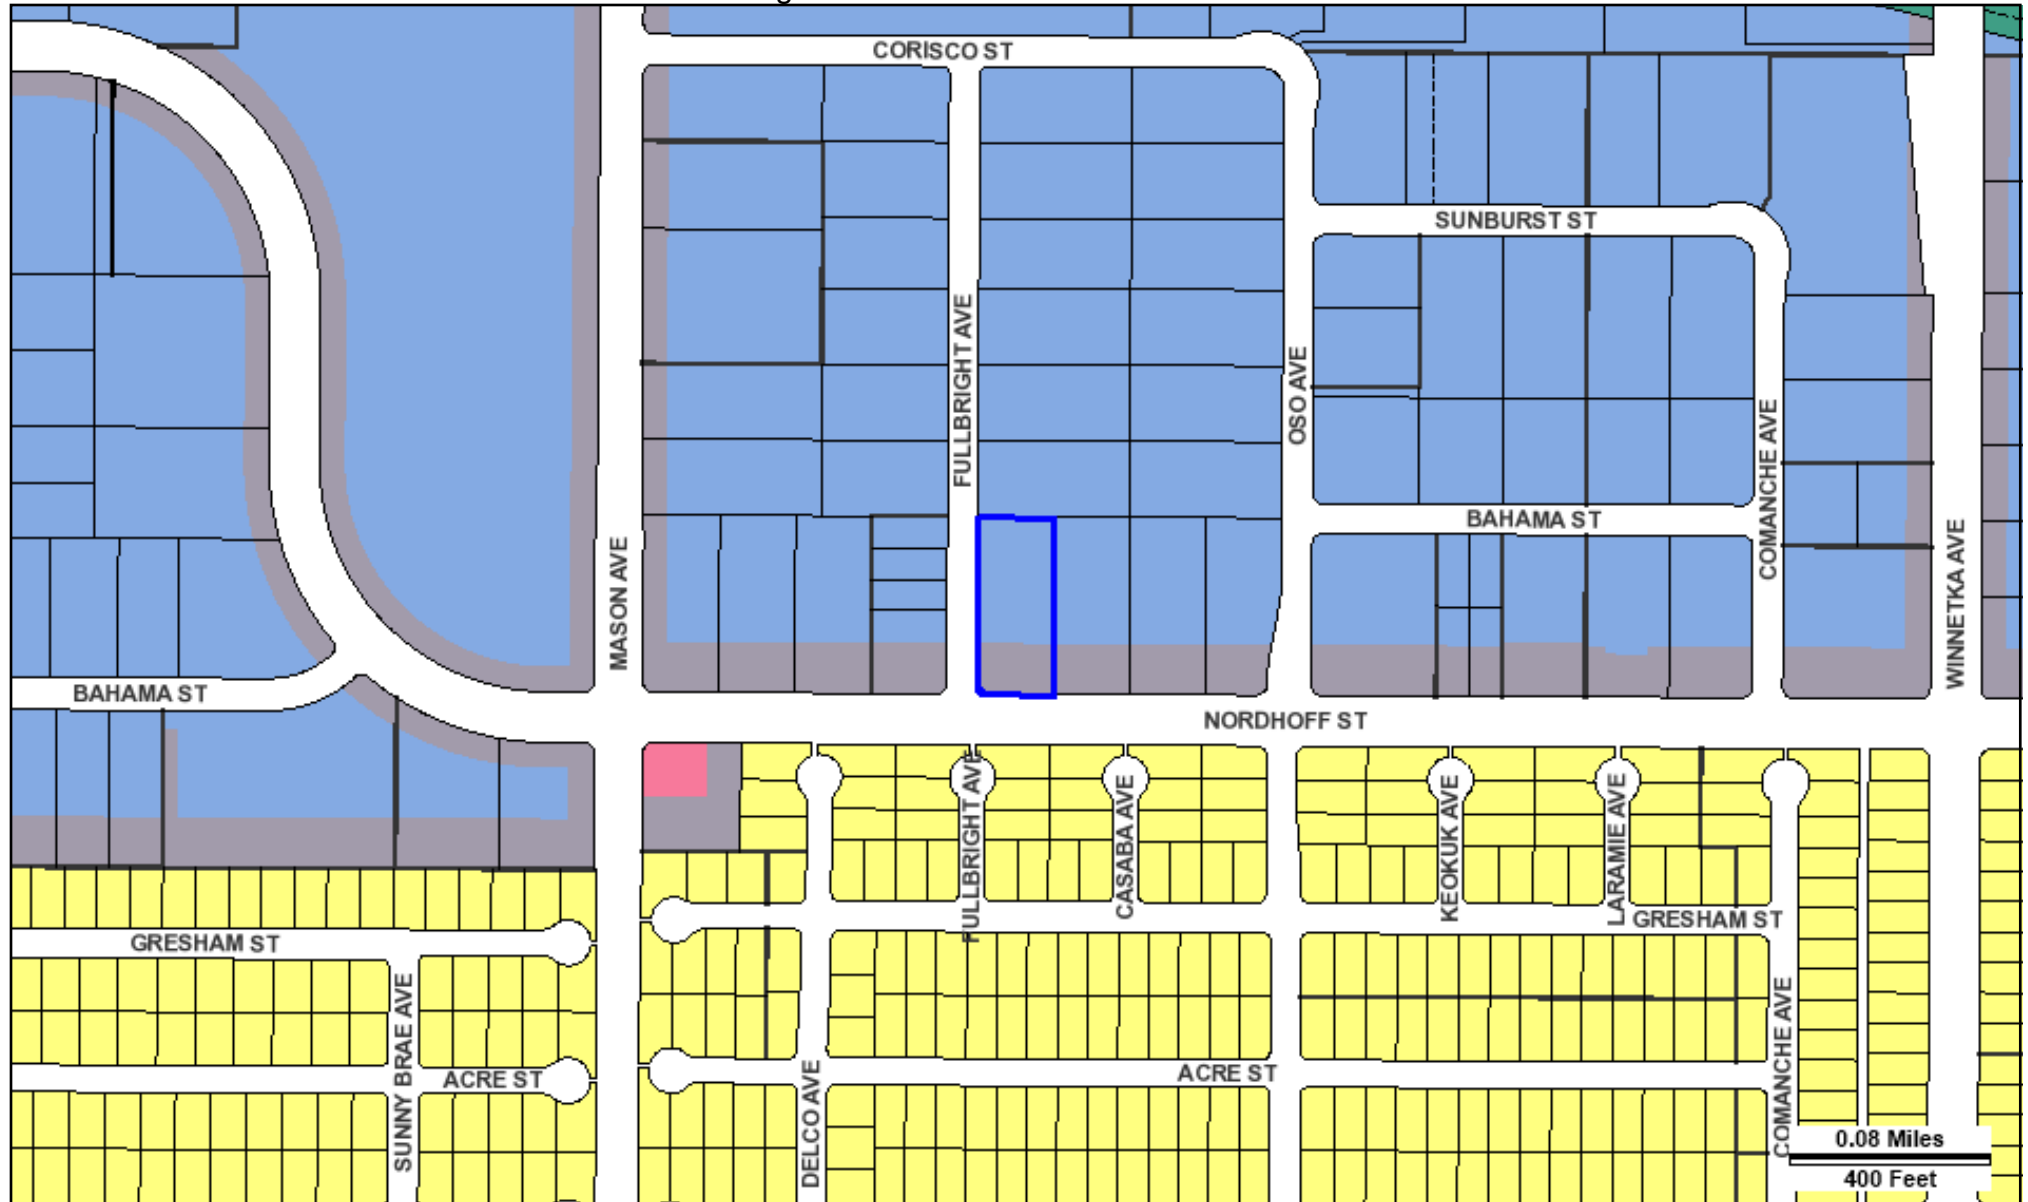 CORISCO ST
SUNBURST ST
FULLBRIGHT AVE
OSO AVE
COMANCHE AVE
BAHAMA ST
MASON AVE
WINNETKA AVE
BAHAMA ST
NORDHOFF ST
FULLBRIGHT AVE
CASABA AVE
KEOKUK AVE
LARAMIE AVE
GRESHAM ST
GRESHAM ST
SUNNY BRAE AVE
COMANCHE AVE
ACRE ST
ACRE ST
DELCO AVE
0.08 Miles
400 Feet